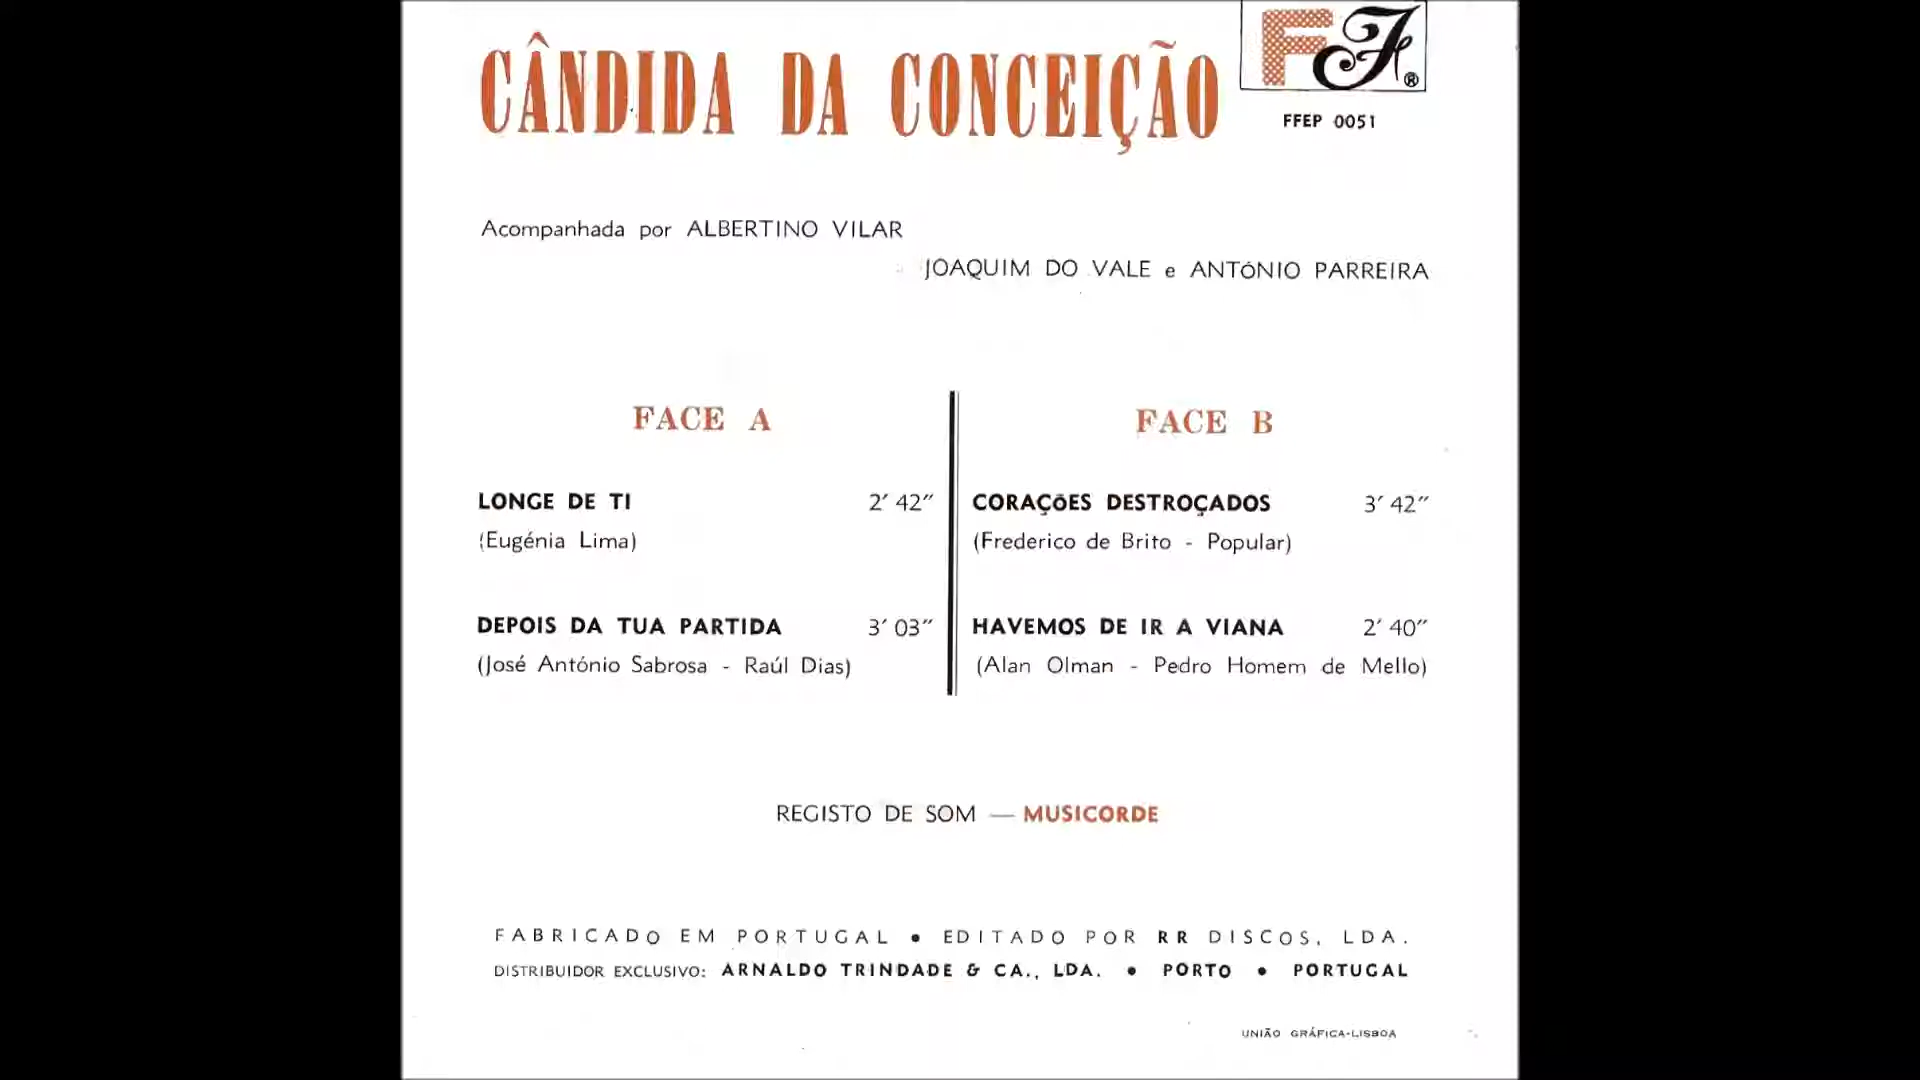 CÂNDIDA DA CONCEIÇÃO
FF®
FFEP 0051
Acompanhada por ALBERTINO VILAR
JOAQUIM DO VALE e ANTÓNIO PARREIRA
FACE A
LONGE DE TI 2' 42"
(Eugénia Lima)
DEPOIS DA TUA PARTIDA 3' 03"
(José António Sabrosa - Raúl Dias)
FACE B
CORAÇÕES DESTROÇADOS 3' 42"
(Frederico de Brito - Popular)
HAVEMOS DE IR A VIANA 2' 40"
(Alan Olman - Pedro Homem de Mello)
REGISTO DE SOM — MUSICORDE
FABRICADO EM PORTUGAL • EDITADO POR RR DISCOS, LDA.
DISTRIBUIDOR EXCLUSIVO: ARNALDO TRINDADE & CA., LDA. • PORTO • PORTUGAL
UNIÃO GRÁFICA-LISBOA